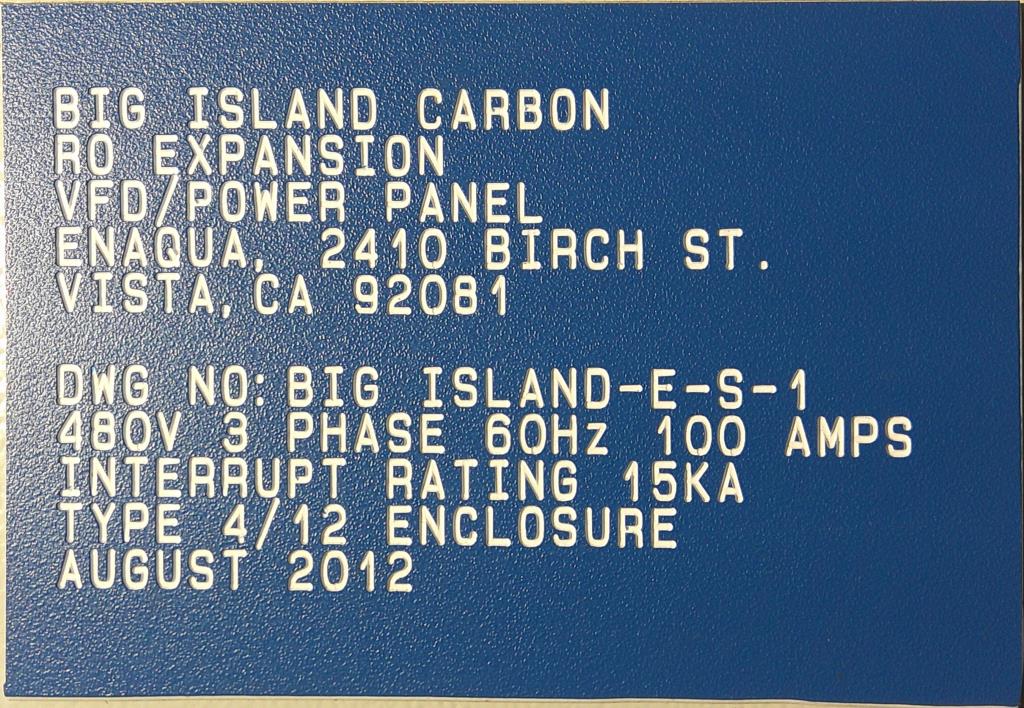 BIG ISLAND CARBON
RO EXPANSION
VFD/POWER PANEL
ENAQUA, 2410 BIRCH ST.
VISTA, CA 92081
DWG NO: BIG ISLAND-E-S-1
480V 3 PHASE 60Hz 100 AMPS
INTERRUPT RATING 15KA
TYPE 4/12 ENCLOSURE
AUGUST 2012